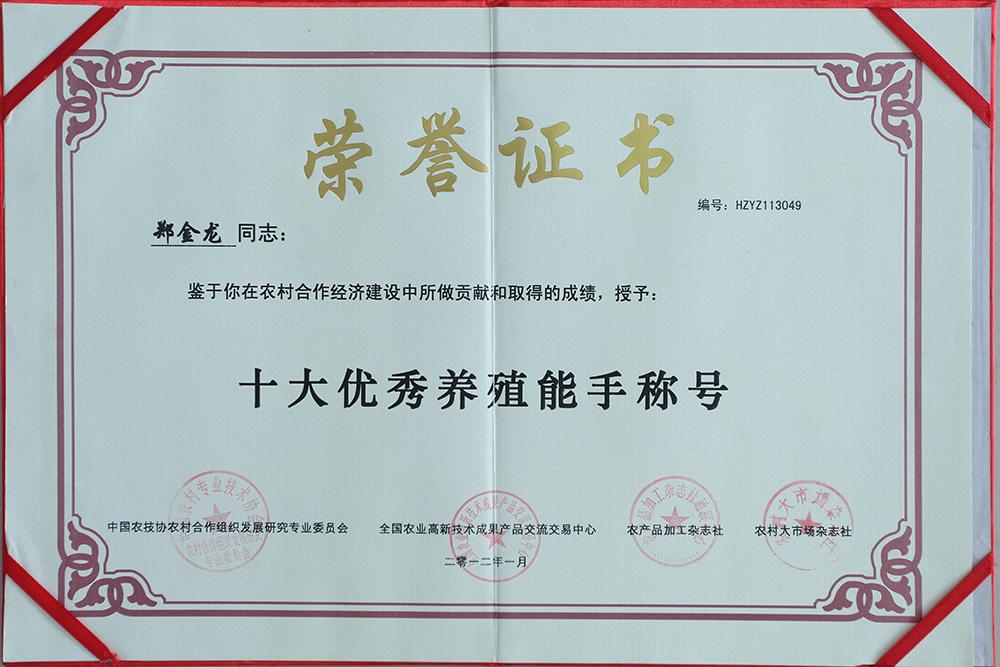 荣誉证书
编号：HZYZ113049
郑金龙 同志：
鉴于你在农村合作经济建设中所做贡献和取得的成绩，授予：
十大优秀养殖能手称号
中国农技协农村合作组织发展研究专业委员会 全国农业高新技术成果产品交流交易中心 农产品加工杂志社 农村大市场杂志社
二零一二年一月